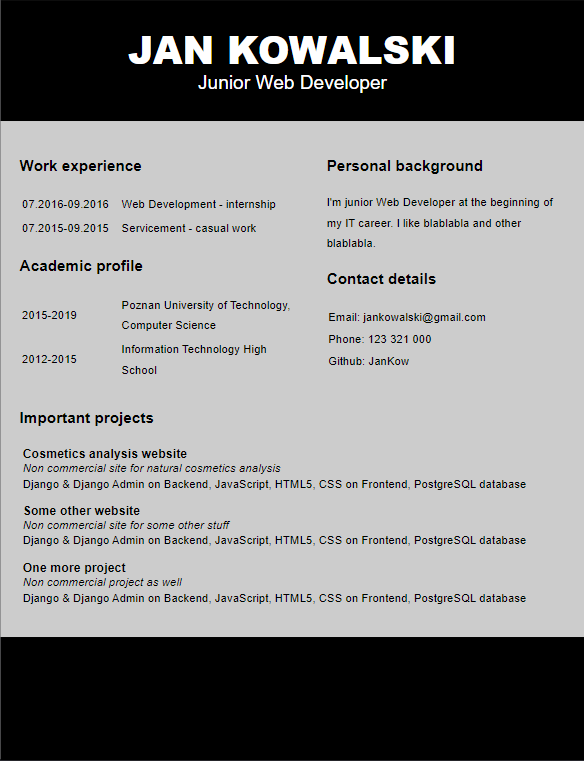 JAN KOWALSKI
Junior Web Developer
Work experience
07.2016-09.2016 Web Development - internship
07.2015-09.2015 Servicement - casual work
Academic profile
2015-2019 Poznan University of Technology,
Computer Science
2012-2015 Information Technology High
School
Personal background
I'm junior Web Developer at the beginning of
my IT career. I like blablabla and other
blablabla.
Contact details
Email: jankowalski@gmail.com
Phone: 123 321 000
Github: JanKow
Important projects
Cosmetics analysis website
Non commercial site for natural cosmetics analysis
Django & Django Admin on Backend, JavaScript, HTML5, CSS on Frontend, PostgreSQL database
Some other website
Non commercial site for some other stuff
Django & Django Admin on Backend, JavaScript, HTML5, CSS on Frontend, PostgreSQL database
One more project
Non commercial project as well
Django & Django Admin on Backend, JavaScript, HTML5, CSS on Frontend, PostgreSQL database